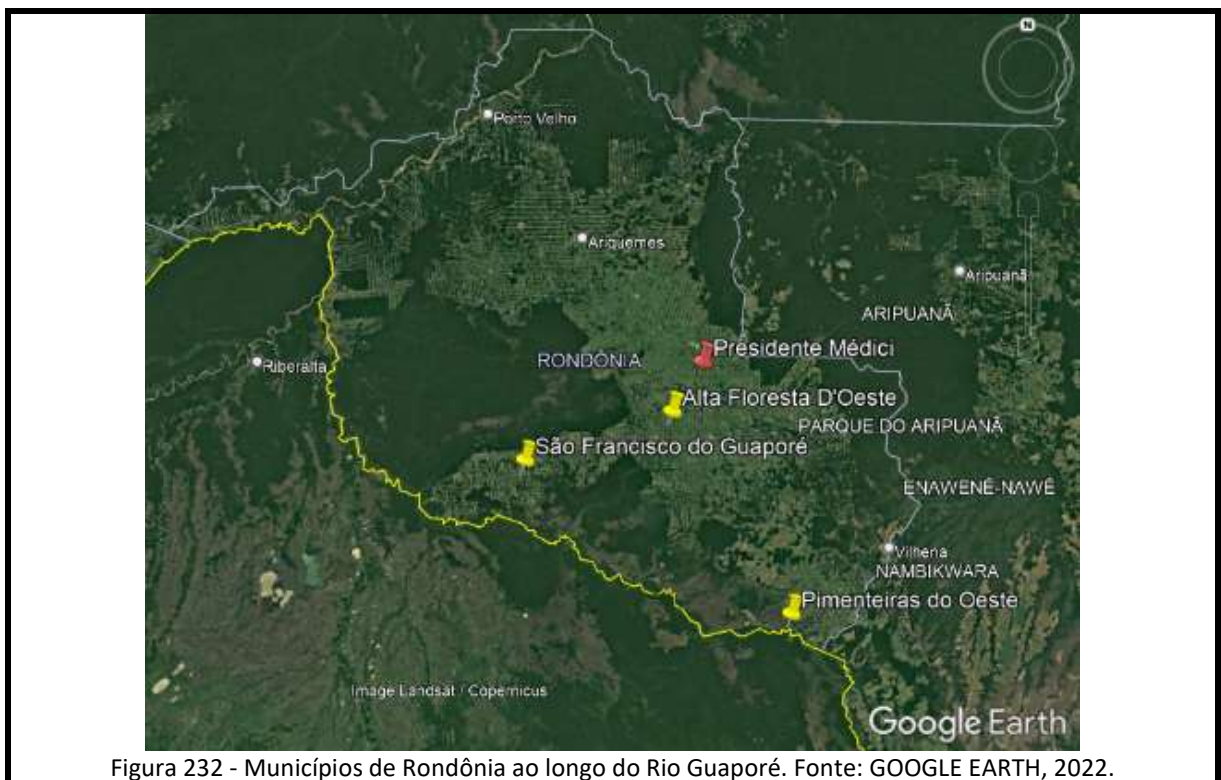 N
Porto Velho
Ariquemes
Aripuanã
ARIPUANÃ
Presidente Médici
RONDÔNIA
Riberalta
Alta Floresta D'Oeste
PARQUE DO ARIPUANÃ
São Francisco do Guaporé
ENAWENÊ-NAWÊ
Vilhena
NAMBIKWARA
Pimenteiras do Oeste
Image Landsat / Copernicus
Google Earth
Figura 232 - Municípios de Rondônia ao longo do Rio Guaporé. Fonte: GOOGLE EARTH, 2022.